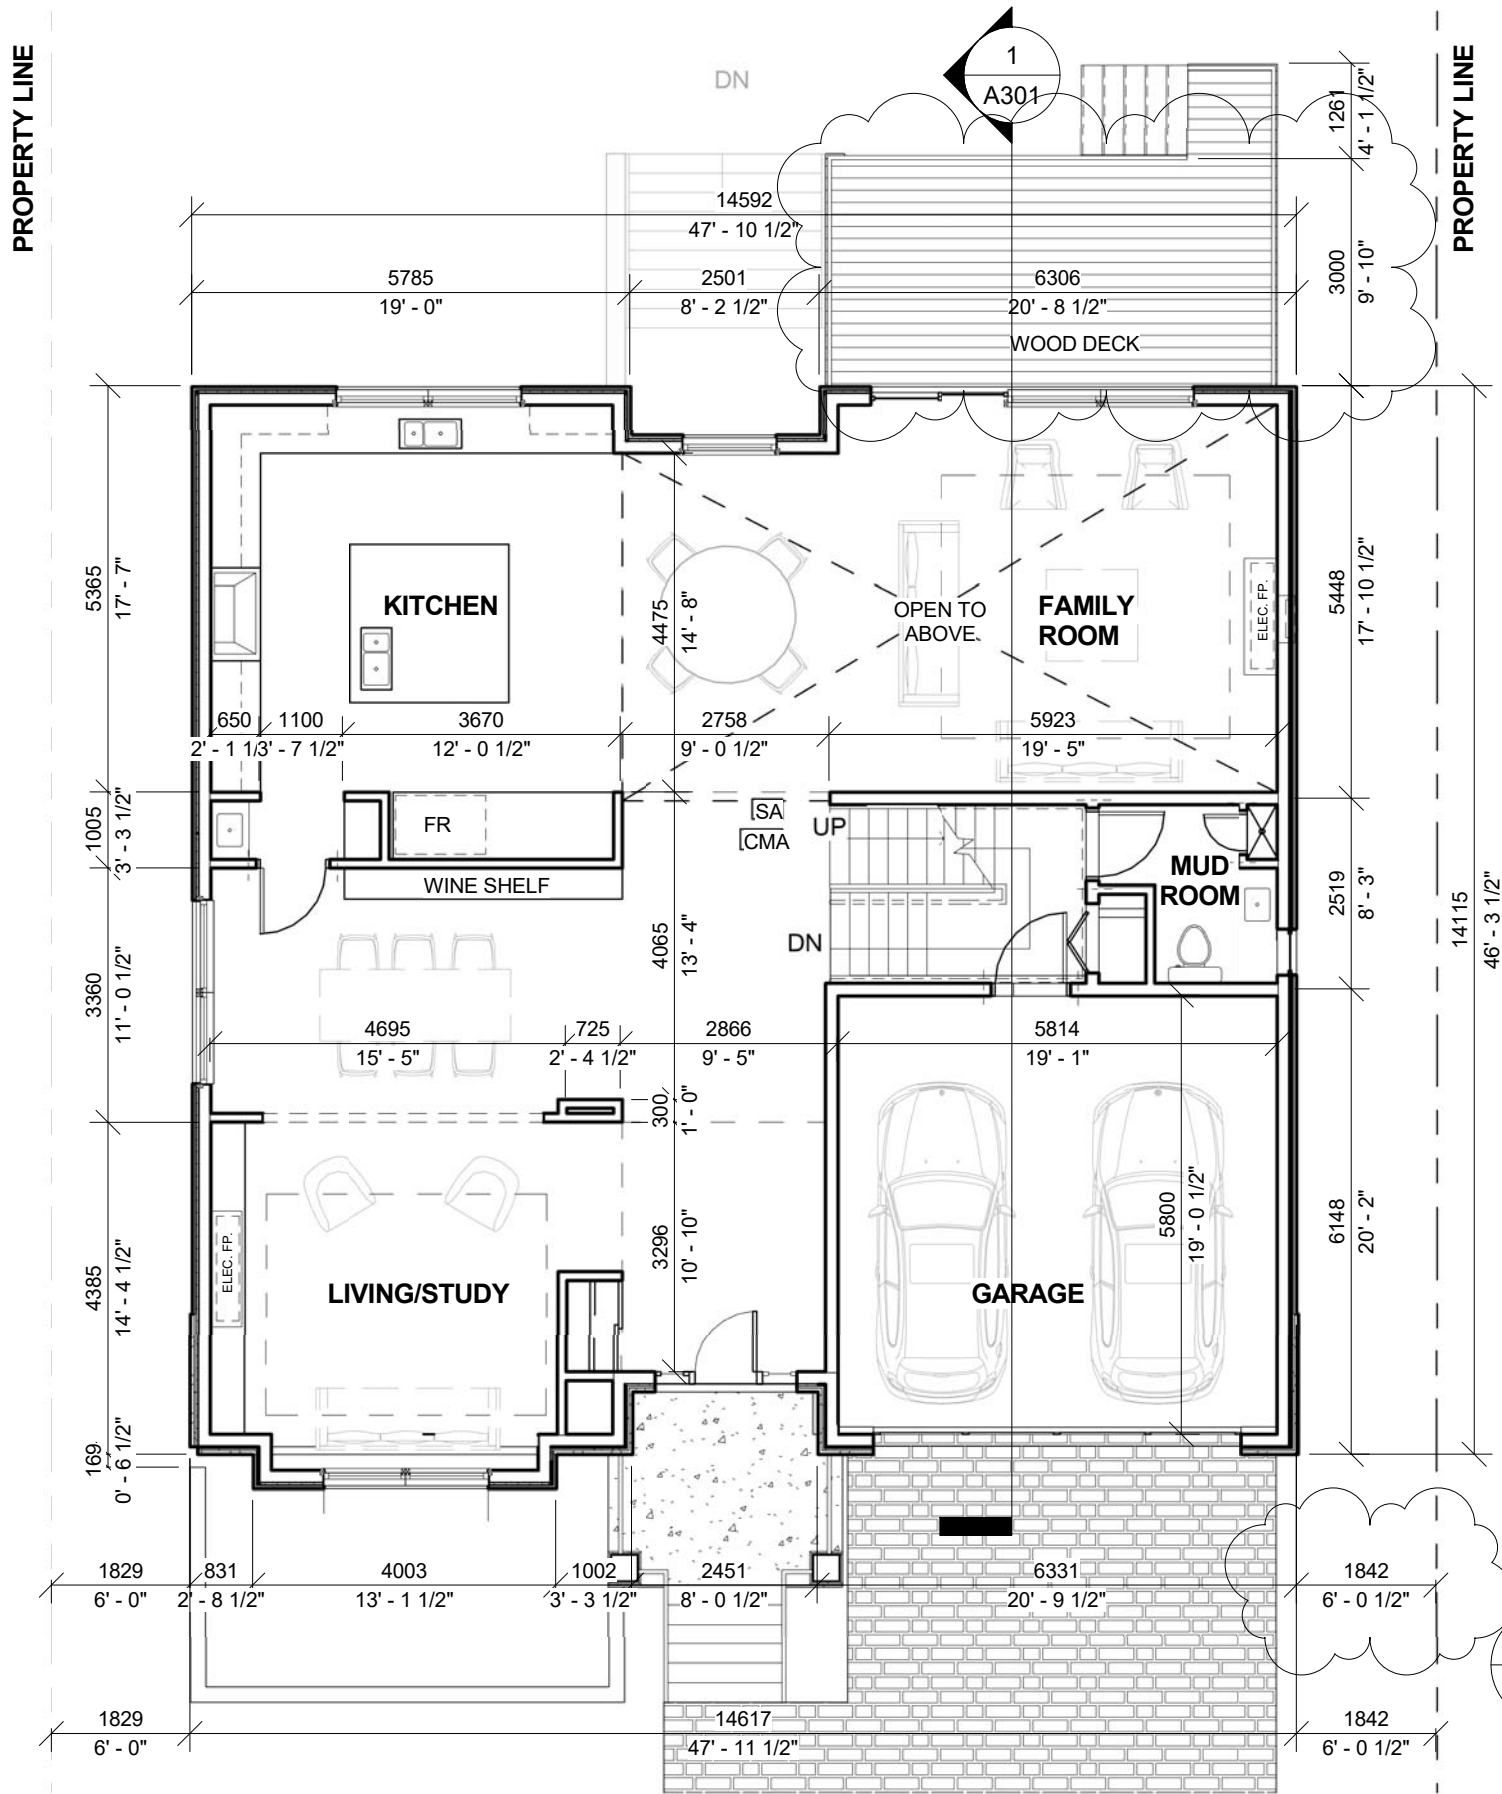 PROPERTY LINE
PROPERTY LINE
DN
1
A301
1261
4' - 1 1/2"
14592
47' - 10 1/2"
3000
9' - 10"
5785
19' - 0"
2501
8' - 2 1/2"
6306
20' - 8 1/2"
WOOD DECK
5365
17' - 7"
KITCHEN
4475
14' - 8"
OPEN TO
ABOVE
FAMILY
ROOM
ELEC. FP.
5448
17' - 10 1/2"
650
2' - 1 1/
1100
3' - 7 1/2"
3670
12' - 0 1/2"
2758
9' - 0 1/2"
5923
19' - 5"
1005
3' - 3 1/2"
FR
SA
CMA
UP
MUD
ROOM
WINE SHELF
2519
8' - 3"
14115
46' - 3 1/2"
DN
4065
13' - 4"
3360
11' - 0 1/2"
4695
15' - 5"
725
2' - 4 1/2"
2866
9' - 5"
5814
19' - 1"
300
1' - 0"
5800
19' - 0 1/2"
6148
20' - 2"
4385
14' - 4 1/2"
ELEC. FP.
LIVING/STUDY
3296
10' - 10"
GARAGE
169
0' - 6 1/2"
1829
6' - 0"
831
2' - 8 1/2"
4003
13' - 1 1/2"
1002
3' - 3 1/2"
2451
8' - 0 1/2"
6331
20' - 9 1/2"
1842
6' - 0 1/2"
1829
6' - 0"
14617
47' - 11 1/2"
1842
6' - 0 1/2"